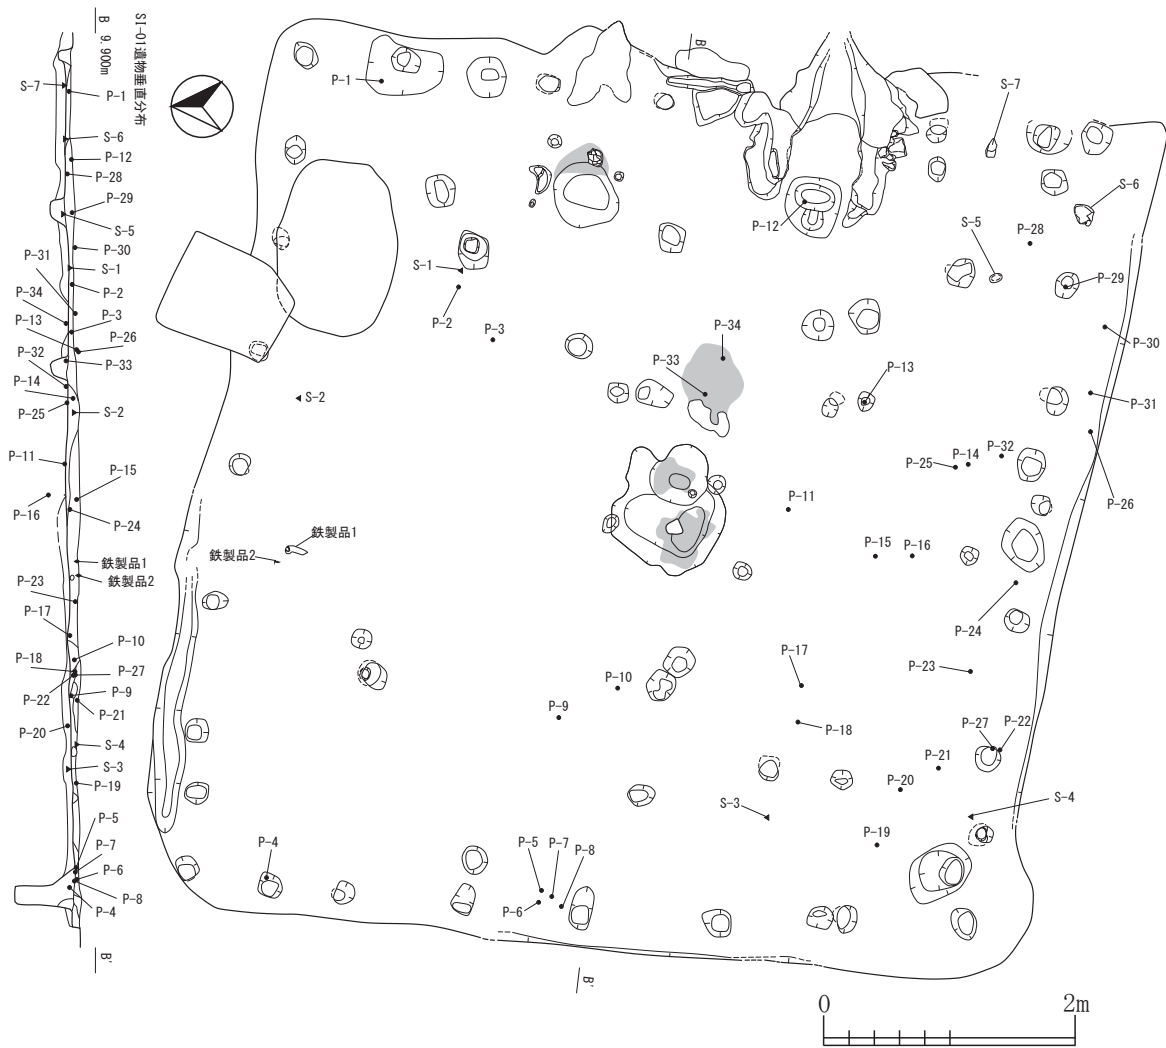 SI-01遺物垂直分布
B 9.900m
S-7
P-1
S-6
P-12
P-28
P-29
S-5
P-30
P-31
S-1
P-34
P-2
P-13
P-3
P-32
P-26
P-14
P-33
P-25
S-2
P-11
P-15
P-16
P-24
鉄製品1
鉄製品2
P-23
P-17
P-10
P-18
P-27
P-22
P-9
P-21
P-20
S-4
S-3
P-19
P-5
P-7
P-6
P-8
P-4
B'
B
P-1
S-7
S-6
P-12
S-5
P-28
S-1
P-29
P-2
P-3
P-34
P-30
P-33
P-13
S-2
P-31
P-14
P-32
P-25
P-11
P-26
鉄製品1
鉄製品2
P-15
P-16
P-24
P-17
P-23
P-10
P-9
P-18
P-27
P-22
P-21
P-20
S-3
S-4
P-19
P-4
P-5
P-7
P-8
P-6
B'
0 2m